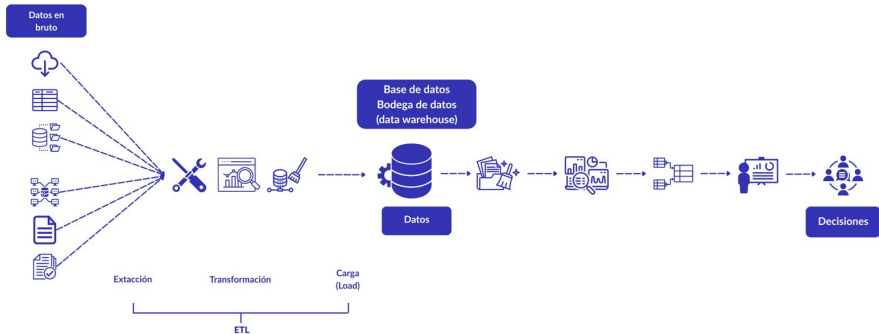 Datos en
bruto
Base de datos
Bodega de datos
(data warehouse)
Datos
Decisiones
Extacción
Transformación
Carga
(Load)
ETL